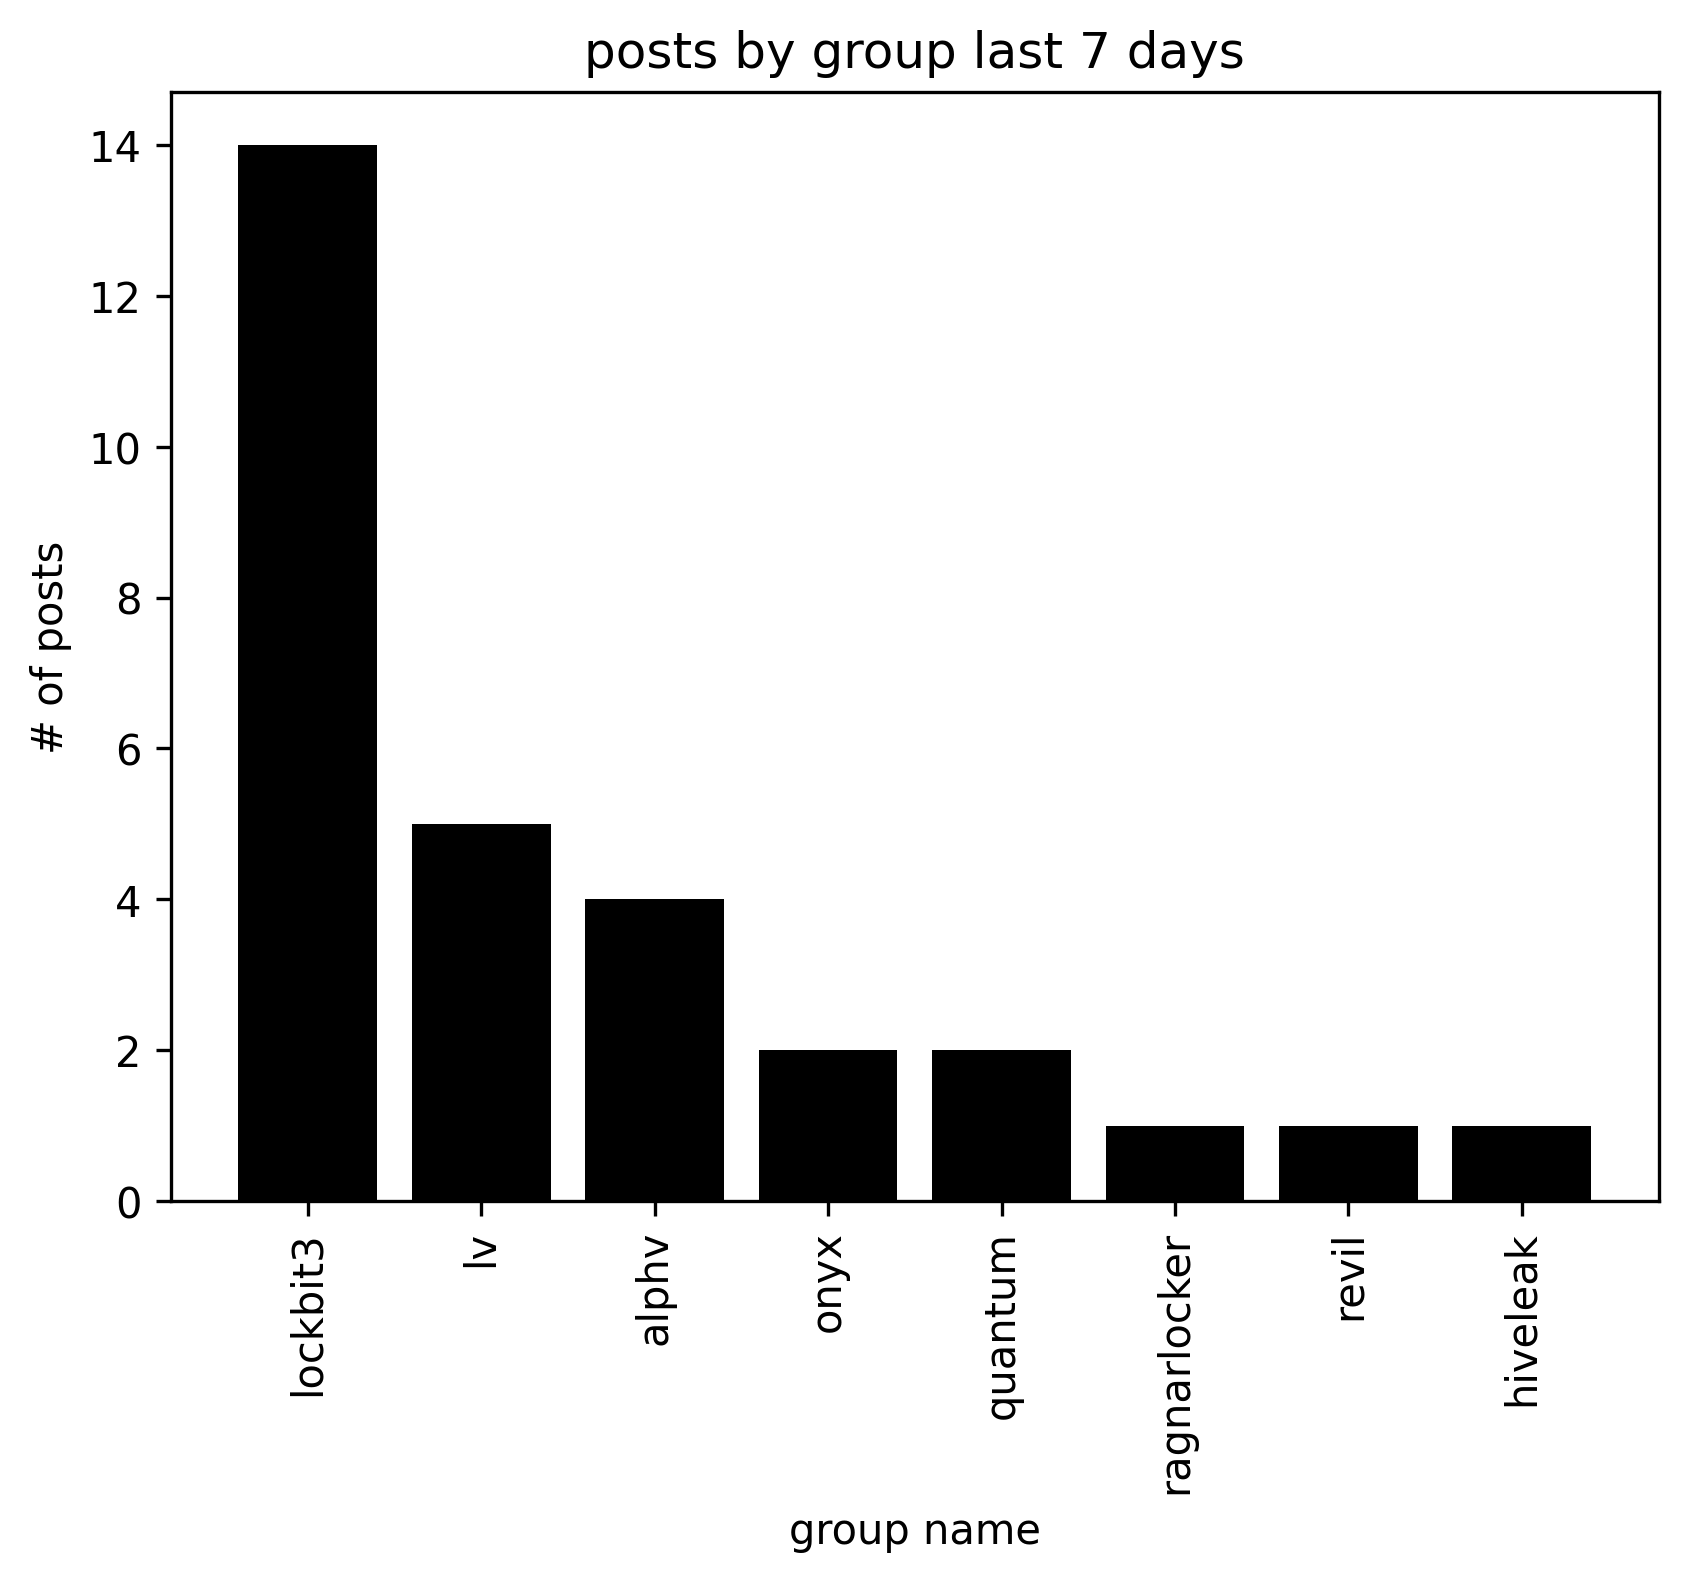 posts by group last 7 days
# of posts
14
12
10
8
6
4
2
0
lockbit3
lv
alphv
onyx
quantum
ragnarlocker
revil
hiveleak
group name